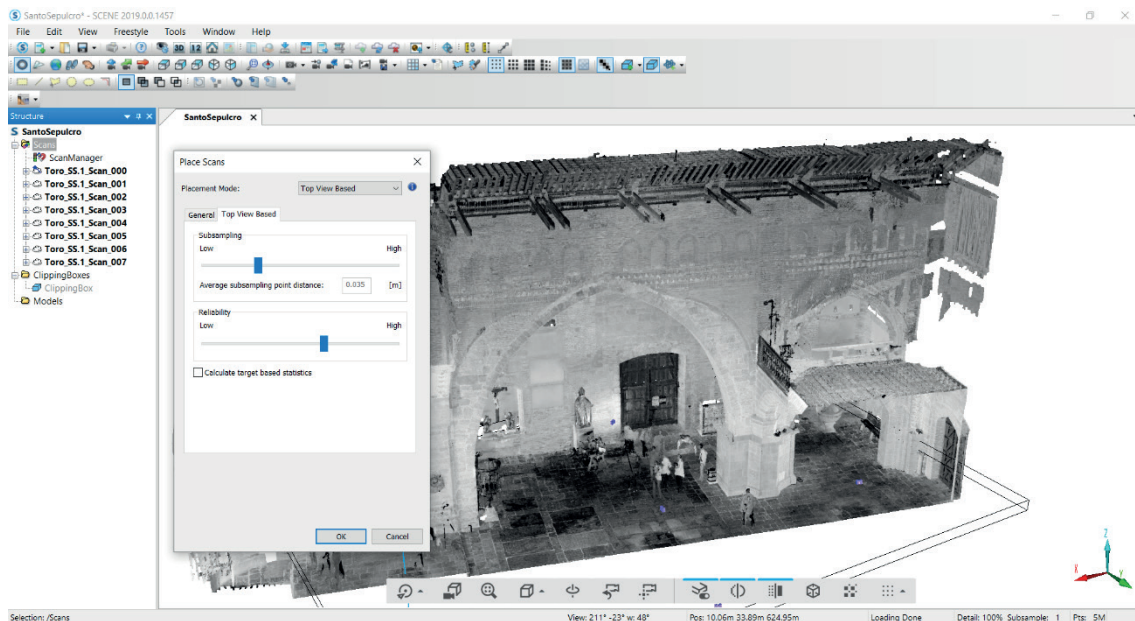 SantoSepulcro* - SCENE 2019.0.0.1457
File Edit View Freestyle Tools Window Help
Structure
SantoSepulcro X
S SantoSepulcro
Scans
ScanManager
Toro_SS.1_Scan_000
Toro_SS.1_Scan_001
Toro_SS.1_Scan_002
Toro_SS.1_Scan_003
Toro_SS.1_Scan_004
Toro_SS.1_Scan_005
Toro_SS.1_Scan_006
Toro_SS.1_Scan_007
ClippingBoxes
ClippingBox
Models
Place Scans
Placement Mode: Top View Based
General Top View Based
Subsampling
Low High
Average subsampling point distance: 0.035 [m]
Reliability
Low High
Calculate target based statistics
OK Cancel
Z
X Y
Selection: /Scans View: 211° -23° w: 48° Pos: 10.06m 33.89m 624.95m Loading Done Detail: 100% Subsample: 1 Pts: 5M